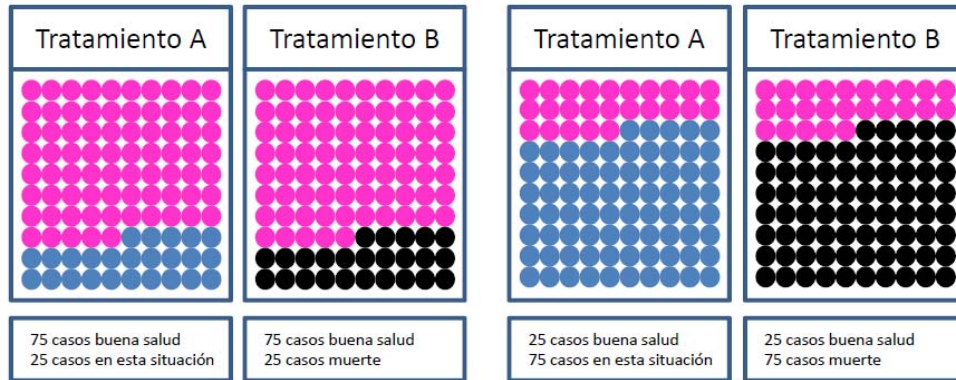 Tratamiento A
Tratamiento B
Tratamiento A
Tratamiento B
75 casos buena salud
25 casos en esta situación
75 casos buena salud
25 casos muerte
25 casos buena salud
75 casos en esta situación
25 casos buena salud
75 casos muerte